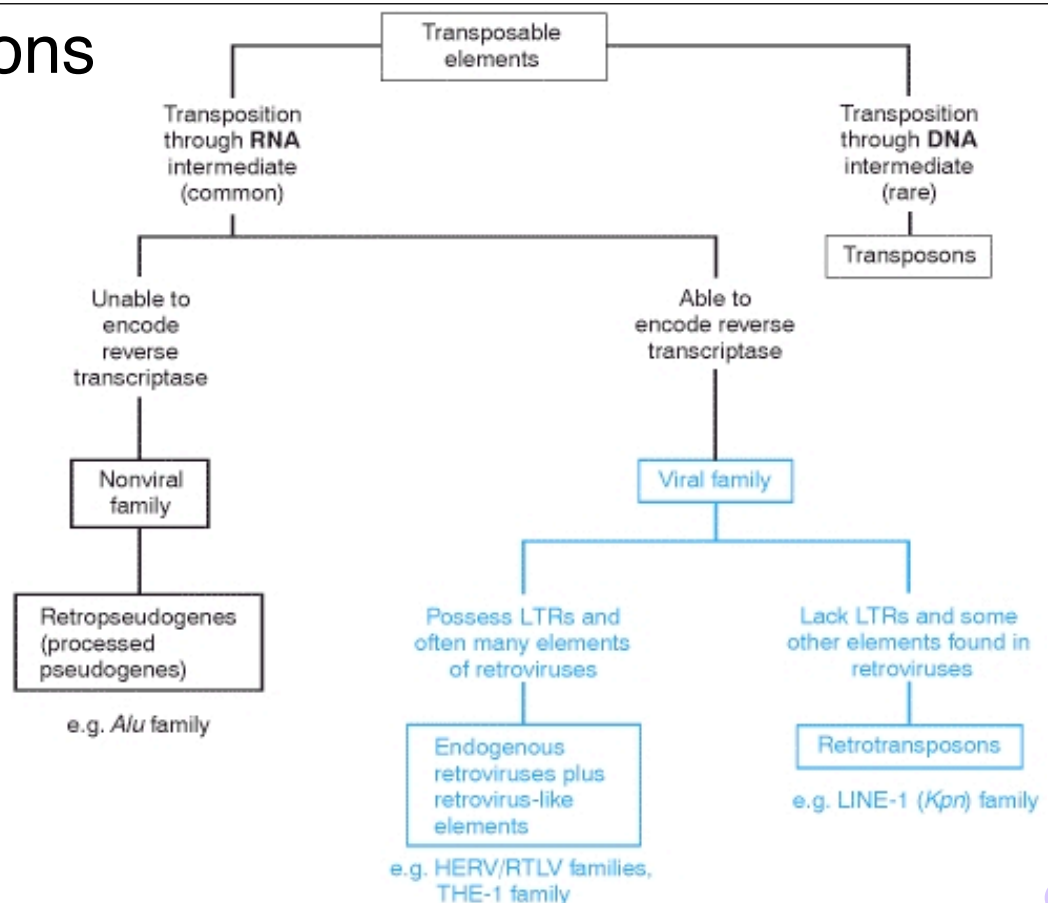 ons
Transposable
elements
Transposition
through RNA
intermediate
(common)
Transposition
through DNA
intermediate
(rare)
Transposons
Unable to
encode
reverse
transcriptase
Able to
encode reverse
transcriptase
Nonviral
family
Viral family
Retropseudogenes
(processed
pseudogenes)
e.g. Alu family
Possess LTRs and
often many elements
of retroviruses
Lack LTRs and some
other elements found in
retroviruses
Endogenous
retroviruses plus
retrovirus-like
elements
Retrotransposons
e.g. LINE-1 (Kpn) family
e.g. HERV/RTLV families,
THE-1 family